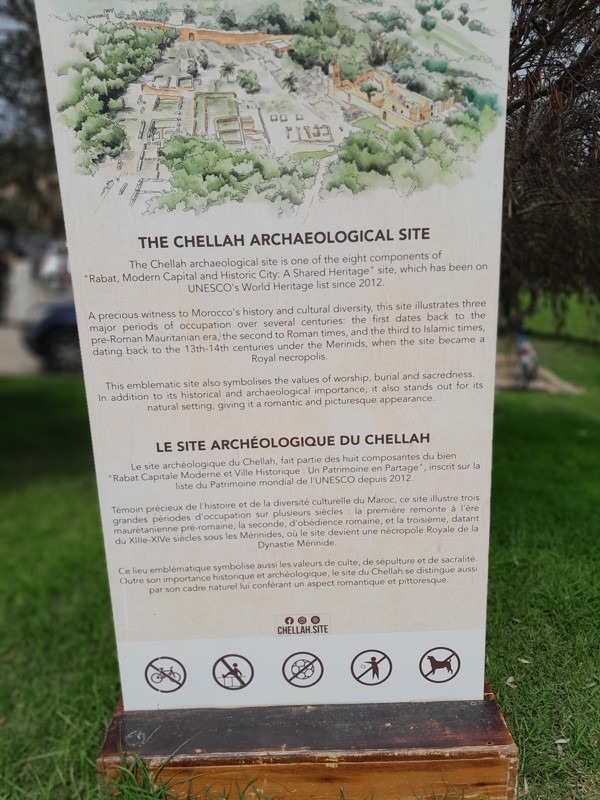 THE CHELLAH ARCHAEOLOGICAL SITE
The Chellah archaeological site is one of the eight components of
"Rabat, Modern Capital and Historic City: A Shared Heritage" site, which has been on
UNESCO's World Heritage list since 2012.
A precious witness to Morocco's history and cultural diversity, this site illustrates three
major periods of occupation over several centuries: the first dates back to the
pre-Roman Mauritanian era, the second to Roman times, and the third to Islamic times,
dating back to the 13th-14th centuries under the Merinids, when the site became a
Royal necropolis.
This emblematic site also symbolises the values of worship, burial and sacredness.
In addition to its historical and archaeological importance, it also stands out for its
natural setting, giving it a romantic and picturesque appearance.
LE SITE ARCHÉOLOGIQUE DU CHELLAH
Le site archéologique du Chellah, fait partie des huit composantes du bien
"Rabat Capitale Moderne et Ville Historique : Un Patrimoine en Partage", inscrit sur la
liste du Patrimoine mondial de l'UNESCO depuis 2012.
Témoin précieux de l'histoire et de la diversité culturelle du Maroc, ce site illustre trois
grandes périodes d'occupation sur plusieurs siècles : la première remonte à l'ère
maurétanienne pré-romaine, la seconde, d'obédience romaine, et la troisième, datant
du XIIIe-XIVe siècles sous les Mérinides, où le site devient une nécropole Royale de la
Dynastie Mérinide.
Ce lieu emblématique symbolise aussi les valeurs de culte, de sépulture et de sacralité.
Outre son importance historique et archéologique, le site du Chellah se distingue aussi
par son cadre naturel lui conférant un aspect romantique et pittoresque.
CHELLAH.SITE